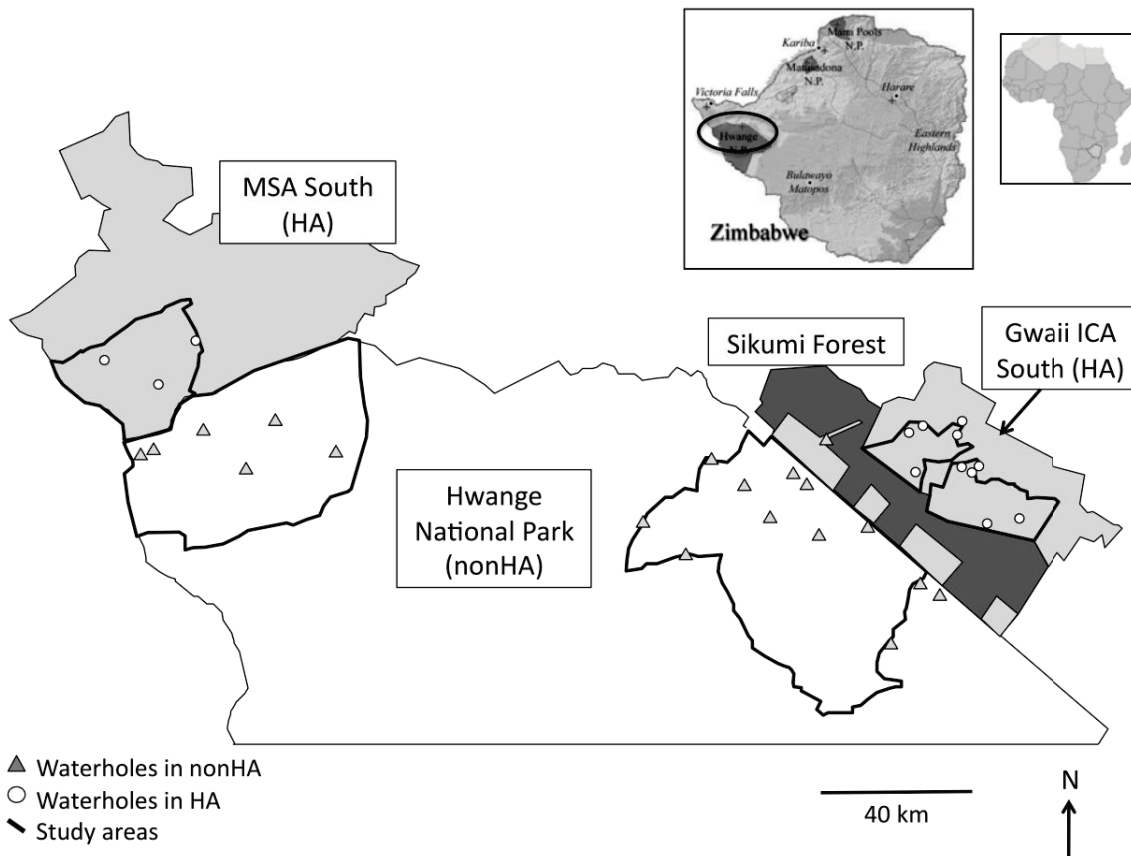 Mana Pools
N.P.
Kariba
Matusadona
N.P.
Victoria Falls
Harare
Hwange
N.P.
Eastern
Highlands
Bulawayo
Matopos
Zimbabwe
MSA South
(HA)
Sikumi Forest
Gwaii ICA
South (HA)
Hwange
National Park
(nonHA)
Waterholes in nonHA
Waterholes in HA
Study areas
40 km
N